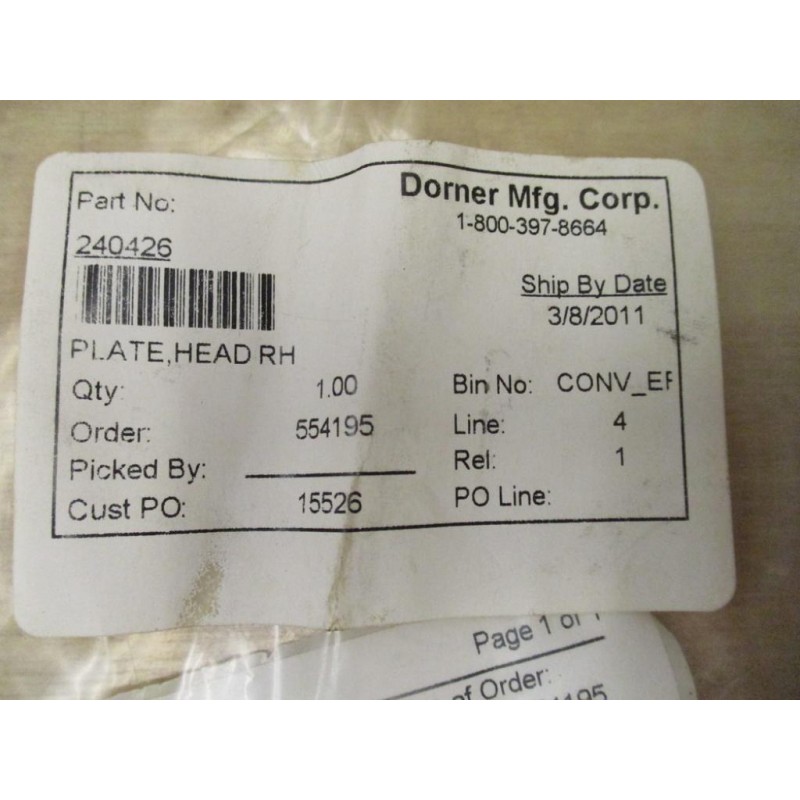 Part No:
Dorner Mfg. Corp.
1-800-397-8664
240426
Ship By Date
3/8/2011
PLATE,HEAD RH
Qty: 1.00
Bin No: CONV_EF
Order: 554195
Line: 4
Picked By:
Rel: 1
Cust PO: 15526
PO Line:
Page 1 of 1
of Order:
195